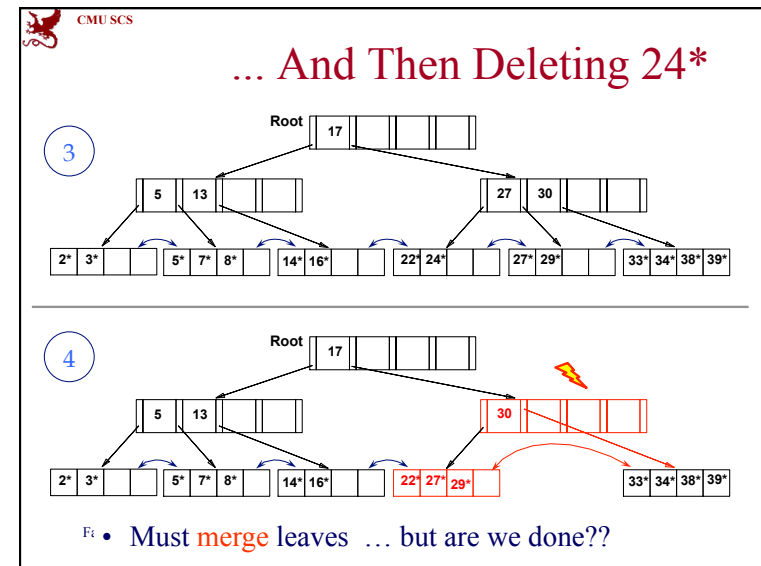 CMU SCS
... And Then Deleting 24*
3
Root 17
5 13 27 30
2* 3* 5* 7* 8* 14* 16* 22* 24* 27* 29* 33* 34* 38* 39*
4
Root 17
5 13 30
2* 3* 5* 7* 8* 14* 16* 22* 27* 29* 33* 34* 38* 39*
• Must merge leaves … but are we done??